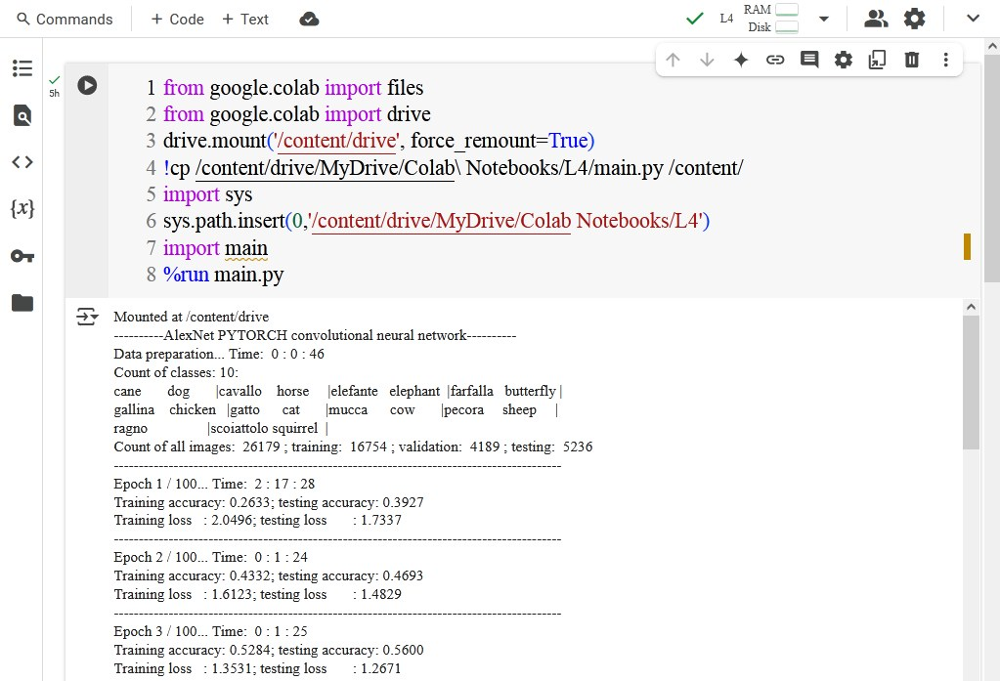 Commands + Code + Text L4 RAM Disk
5h
1 from google.colab import files
2 from google.colab import drive
3 drive.mount('/content/drive', force_remount=True)
4 !cp /content/drive/MyDrive/Colab\ Notebooks/L4/main.py /content/
5 import sys
6 sys.path.insert(0,'/content/drive/MyDrive/Colab Notebooks/L4')
7 import main
8 %run main.py
{x}
Mounted at /content/drive
----------AlexNet PYTORCH convolutional neural network----------
Data preparation... Time: 0 : 0 : 46
Count of classes: 10:
cane dog |cavallo horse |elefante elephant |farfalla butterfly |
gallina chicken |gatto cat |mucca cow |pecora sheep |
ragno |scoiattolo squirrel |
Count of all images: 26179 ; training: 16754 ; validation: 4189 ; testing: 5236
--------------------------------------------------------------------------------------------
Epoch 1 / 100... Time: 2 : 17 : 28
Training accuracy: 0.2633; testing accuracy: 0.3927
Training loss : 2.0496; testing loss : 1.7337
--------------------------------------------------------------------------------------------
Epoch 2 / 100... Time: 0 : 1 : 24
Training accuracy: 0.4332; testing accuracy: 0.4693
Training loss : 1.6123; testing loss : 1.4829
--------------------------------------------------------------------------------------------
Epoch 3 / 100... Time: 0 : 1 : 25
Training accuracy: 0.5284; testing accuracy: 0.5600
Training loss : 1.3531; testing loss : 1.2671